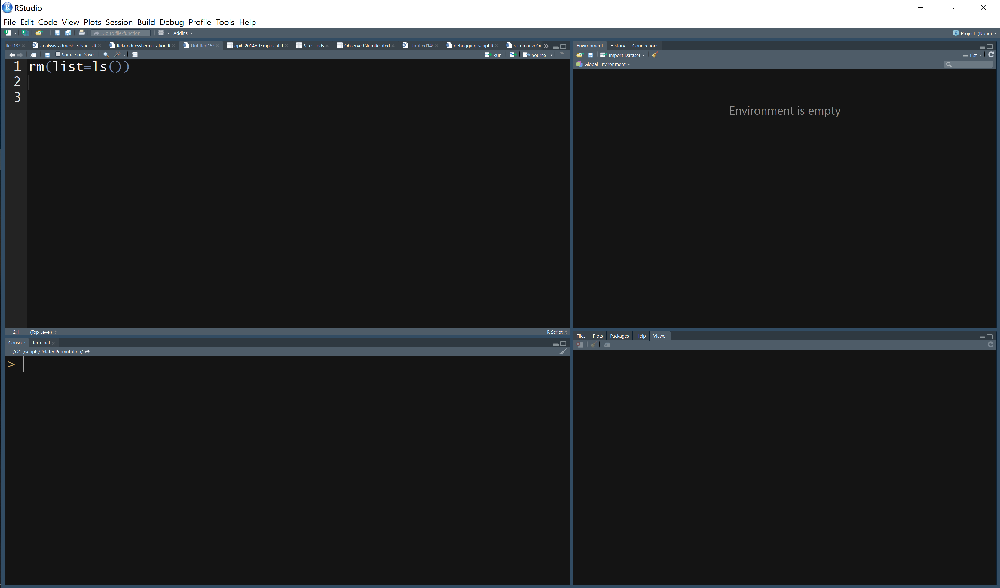 RStudio
File Edit Code View Plots Session Build Debug Profile Tools Help
Go to file/function Addins Project: (None)
itled13* analysis_admesh_3dshells.R RelatednessPermutation.R Untitled15* opihi2014AdEmpirical_1 Sites_Inds ObservedNumRelated Untitled14* debugging_script.R summarizeOu
Source on Save Run Source
1 rm(list=ls())
2
3
2:1 (Top Level) R Script
Environment History Connections
Import Dataset List
Global Environment
Environment is empty
Console Terminal
~/GCL/scripts/RelatedPermutation/
>
Files Plots Packages Help Viewer